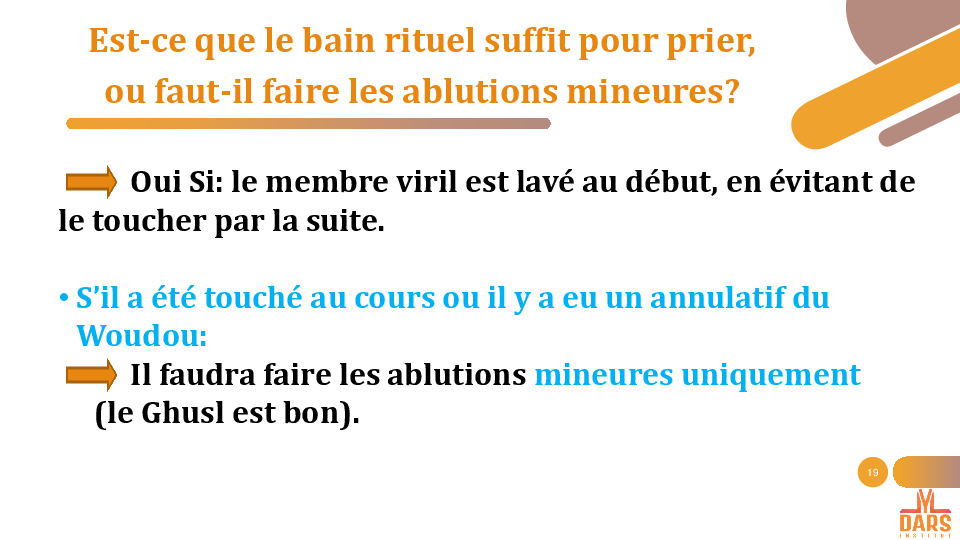 Est-ce que le bain rituel suffit pour prier,
ou faut-il faire les ablutions mineures?
Oui Si: le membre viril est lavé au début, en évitant de
le toucher par la suite.
• S’il a été touché au cours ou il y a eu un annulatif du
Woudou:
Il faudra faire les ablutions mineures uniquement
(le Ghusl est bon).
19
DARS
INSTITUT